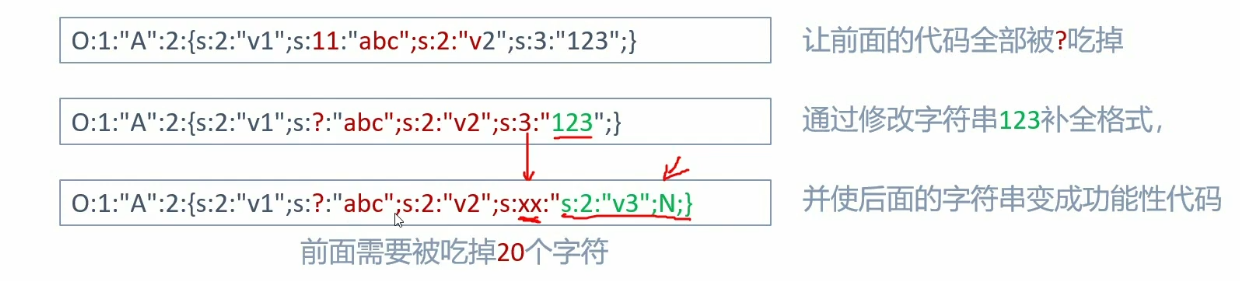 O:1:"A":2:{s:2:"v1";s:11:"abc";s:2:"v2";s:3:"123";}
让前面的代码全部被?吃掉
O:1:"A":2:{s:2:"v1";s:?:"abc";s:2:"v2";s:3:"123";}
通过修改字符串123补全格式，
O:1:"A":2:{s:2:"v1";s:?:"abc";s:2:"v2";s:xx:"s:2:"v3";N;}
并使后面的字符串变成功能性代码
前面需要被吃掉20个字符